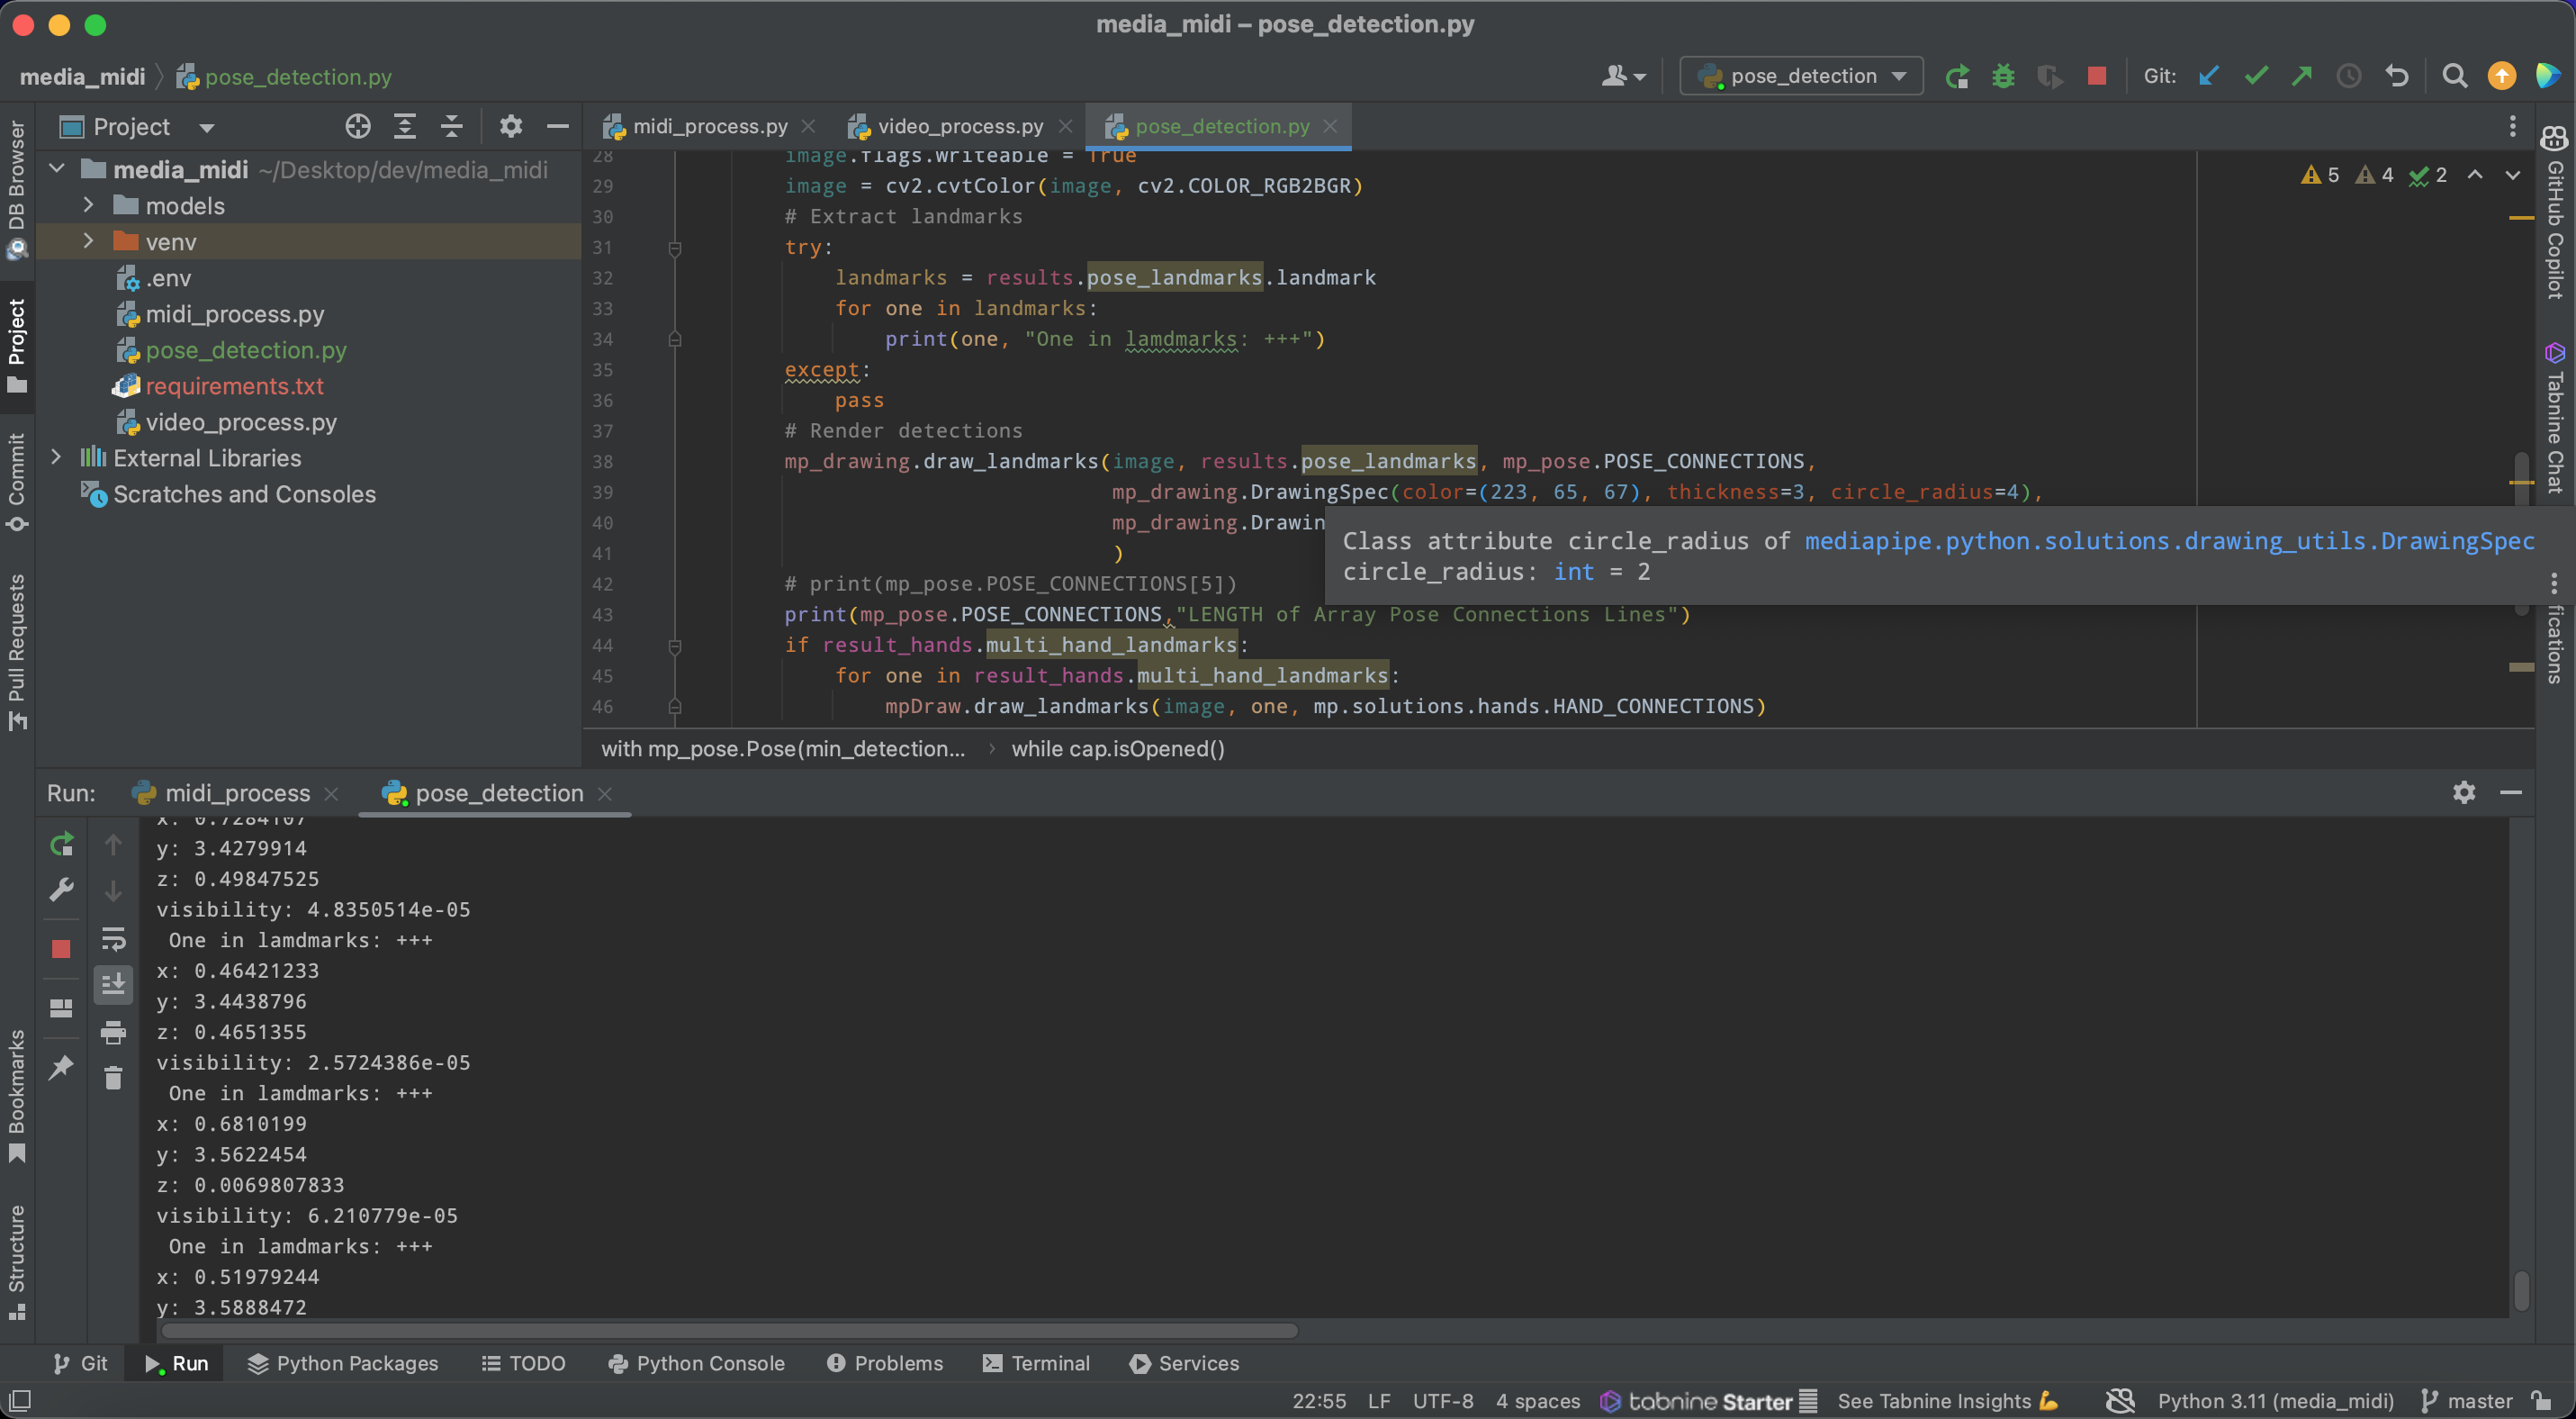 media_midi – pose_detection.py
media_midi
pose_detection.py
pose_detection
Git:
Project
midi_process.py
video_process.py
pose_detection.py
media_midi ~/Desktop/dev/media_midi
models
venv
.env
midi_process.py
pose_detection.py
requirements.txt
video_process.py
External Libraries
Scratches and Consoles
DB Browser
Project
Commit
Pull Requests
Bookmarks
Structure
28 image.flags.writeable = True
29 image = cv2.cvtColor(image, cv2.COLOR_RGB2BGR)
30 # Extract landmarks
31 try:
32 landmarks = results.pose_landmarks.landmark
33 for one in landmarks:
34 print(one, "One in lamdmarks: +++")
35 except:
36 pass
37 # Render detections
38 mp_drawing.draw_landmarks(image, results.pose_landmarks, mp_pose.POSE_CONNECTIONS,
39 mp_drawing.DrawingSpec(color=(223, 65, 67), thickness=3, circle_radius=4),
40 mp_drawing.Drawin
41 )
42 # print(mp_pose.POSE_CONNECTIONS[5])
43 print(mp_pose.POSE_CONNECTIONS,"LENGTH of Array Pose Connections Lines")
44 if result_hands.multi_hand_landmarks:
45 for one in result_hands.multi_hand_landmarks:
46 mpDraw.draw_landmarks(image, one, mp.solutions.hands.HAND_CONNECTIONS)
5 4 2
Class attribute circle_radius of mediapipe.python.solutions.drawing_utils.DrawingSpec
circle_radius: int = 2
GitHub Copilot
Tabnine Chat
fications
with mp_pose.Pose(min_detection... › while cap.isOpened()
Run:
midi_process
pose_detection
x: 0.7284107
y: 3.4279914
z: 0.49847525
visibility: 4.8350514e-05
One in lamdmarks: +++
x: 0.46421233
y: 3.4438796
z: 0.4651355
visibility: 2.5724386e-05
One in lamdmarks: +++
x: 0.6810199
y: 3.5622454
z: 0.0069807833
visibility: 6.210779e-05
One in lamdmarks: +++
x: 0.51979244
y: 3.5888472
Git
Run
Python Packages
TODO
Python Console
Problems
Terminal
Services
22:55
LF
UTF-8
4 spaces
tabnine Starter
See Tabnine Insights
Python 3.11 (media_midi)
master